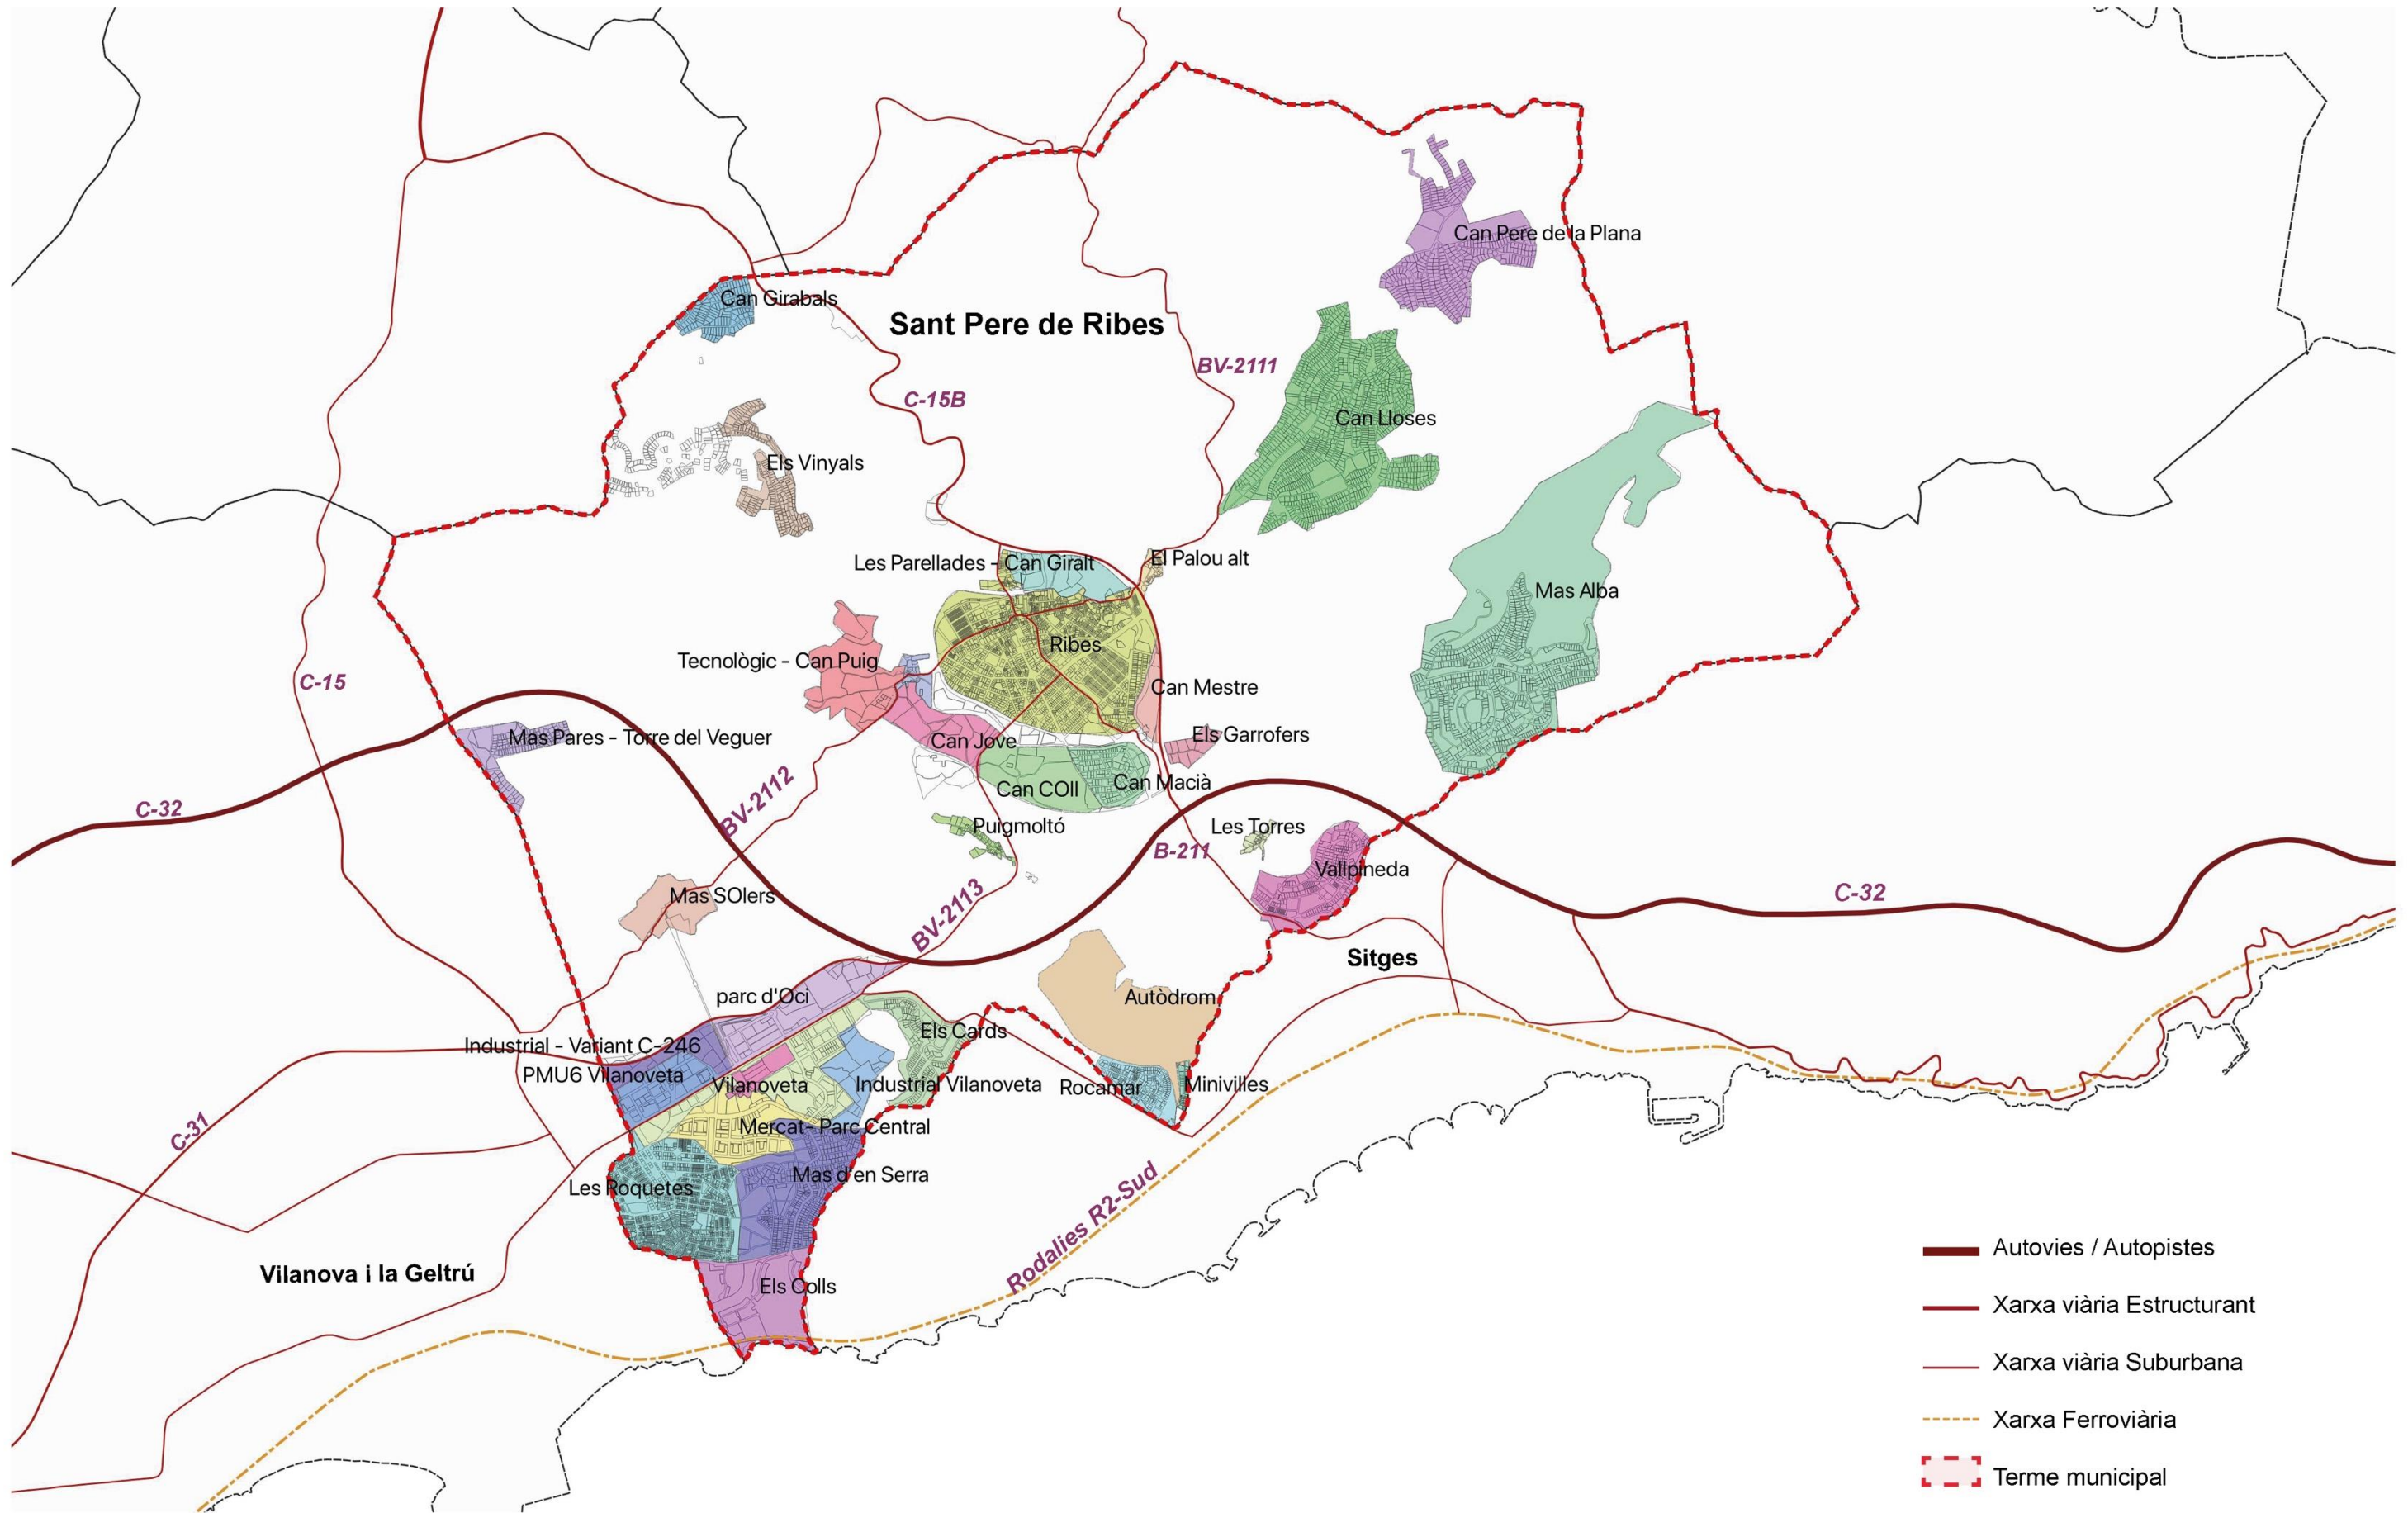 Can Pere de la Plana
Can Girabals
Sant Pere de Ribes
BV-2111
C-15B
Can Lloses
Els Vinyals
Les Parellades - Can Giralt
El Palou alt
Mas Alba
Ribes
Tecnològic - Can Puig
C-15
Can Mestre
Mas Pares - Torre del Veguer
Can Jove
Els Garrofers
Can COll
Can Macià
C-32
BV-2112
Puigmoltó
Les Torres
B-211
Vallpineda
Mas SOlers
C-32
BV-2113
Sitges
parc d'Oci
Autòdrom
Els Cards
Industrial - Variant C-246
PMU6 Vilanoveta
Vilanoveta
Industrial Vilanoveta
Rocamar
Minivilles
C-31
Mercat- Parc Central
Mas d'en Serra
Les Roquetes
Rodalies R2-Sud
Vilanova i la Geltrú
Els Colls
Autovies / Autopistes
Xarxa viària Estructurant
Xarxa viària Suburbana
Xarxa Ferroviària
Terme municipal